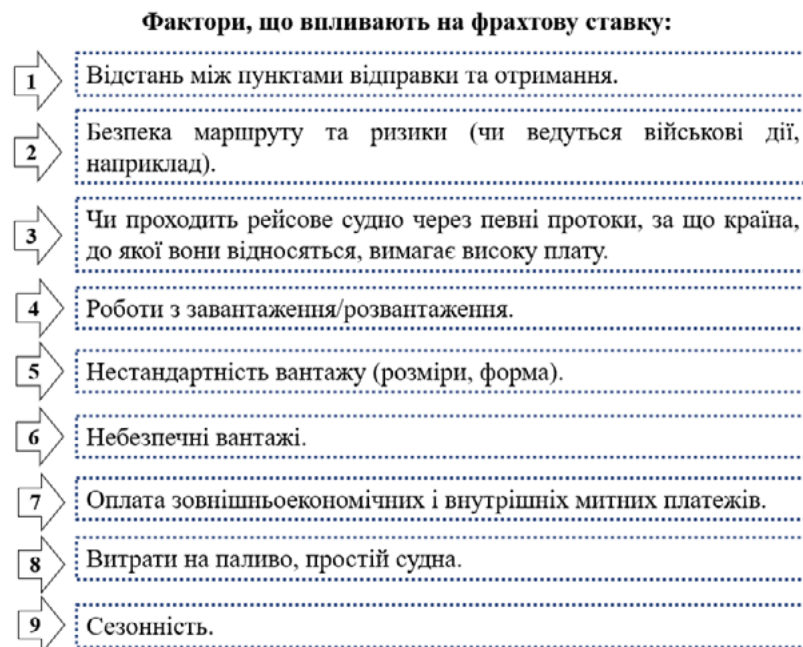 Фактори, що впливають на фрахтову ставку:
1 Відстань між пунктами відправки та отримання.
2 Безпека маршруту та ризики (чи ведуться військові дії,
наприклад).
3 Чи проходить рейсове судно через певні протоки, за що країна,
до якої вони відносяться, вимагає високу плату.
4 Роботи з завантаження/розвантаження.
5 Нестандартність вантажу (розміри, форма).
6 Небезпечні вантажі.
7 Оплата зовнішньоекономічних і внутрішніх митних платежів.
8 Витрати на паливо, простій судна.
9 Сезонність.